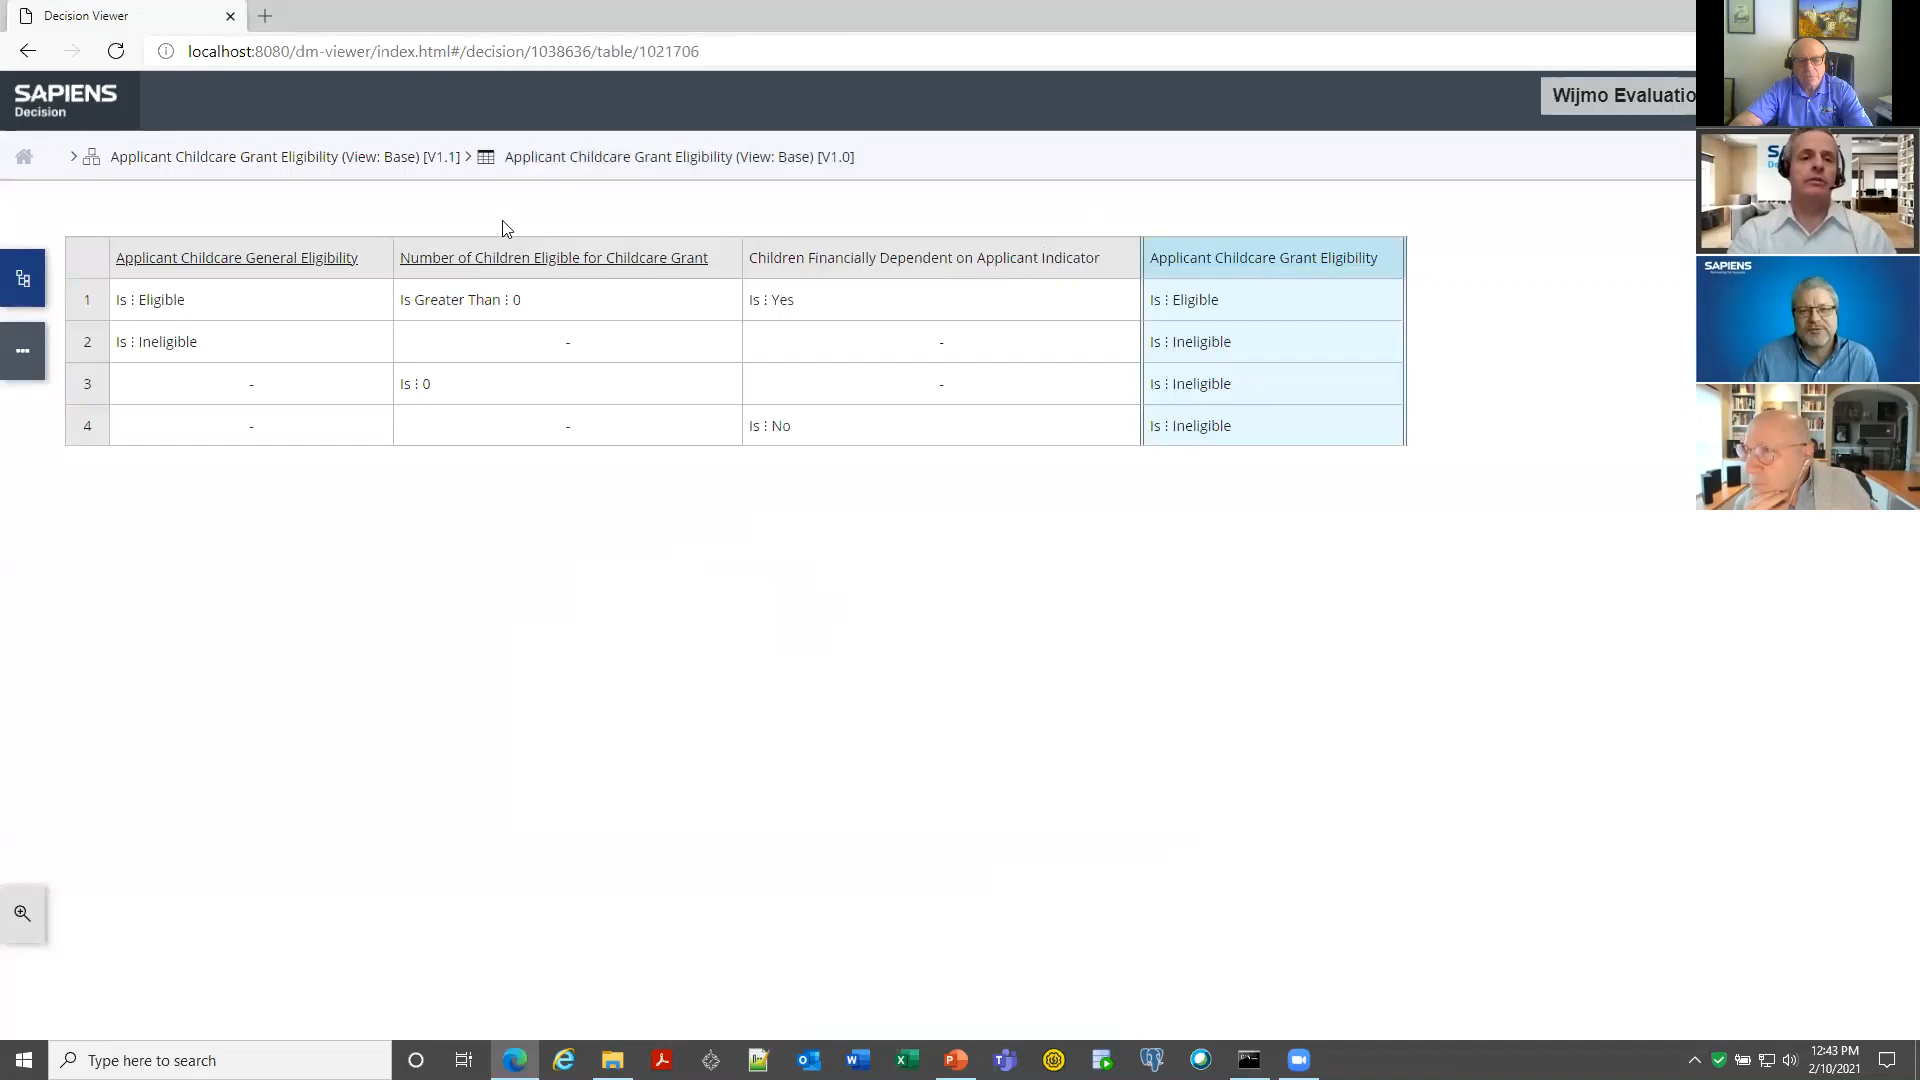 Decision Viewer
localhost:8080/dm-viewer/index.html#/decision/1038636/table/1021706
SAPIENS
Decision
Wijmo Evaluatio
Applicant Childcare Grant Eligibility (View: Base) [V1.1] > Applicant Childcare Grant Eligibility (View: Base) [V1.0]
SAPIENS
Applicant Childcare General Eligibility Number of Children Eligible for Childcare Grant Children Financially Dependent on Applicant Indicator Applicant Childcare Grant Eligibility
1 Is ⋮ Eligible Is Greater Than ⋮ 0 Is ⋮ Yes Is ⋮ Eligible
2 Is ⋮ Ineligible - - Is ⋮ Ineligible
3 - Is ⋮ 0 - Is ⋮ Ineligible
4 - - Is ⋮ No Is ⋮ Ineligible
Type here to search
12:43 PM
2/10/2021